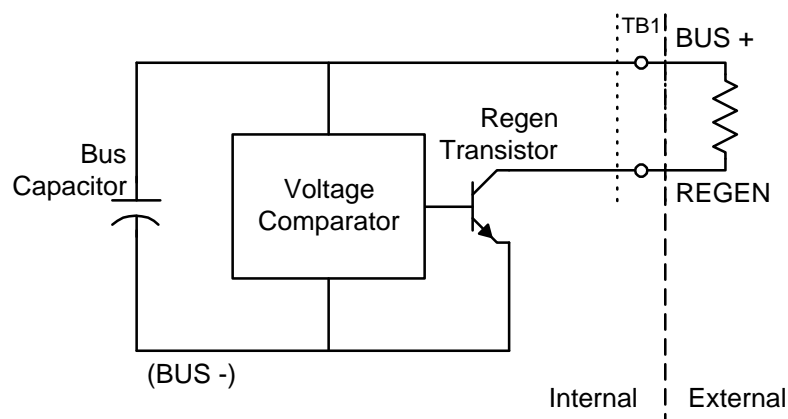 TB1
BUS +
Regen
Transistor
Bus
Capacitor
Voltage
Comparator
REGEN
(BUS -)
Internal
External